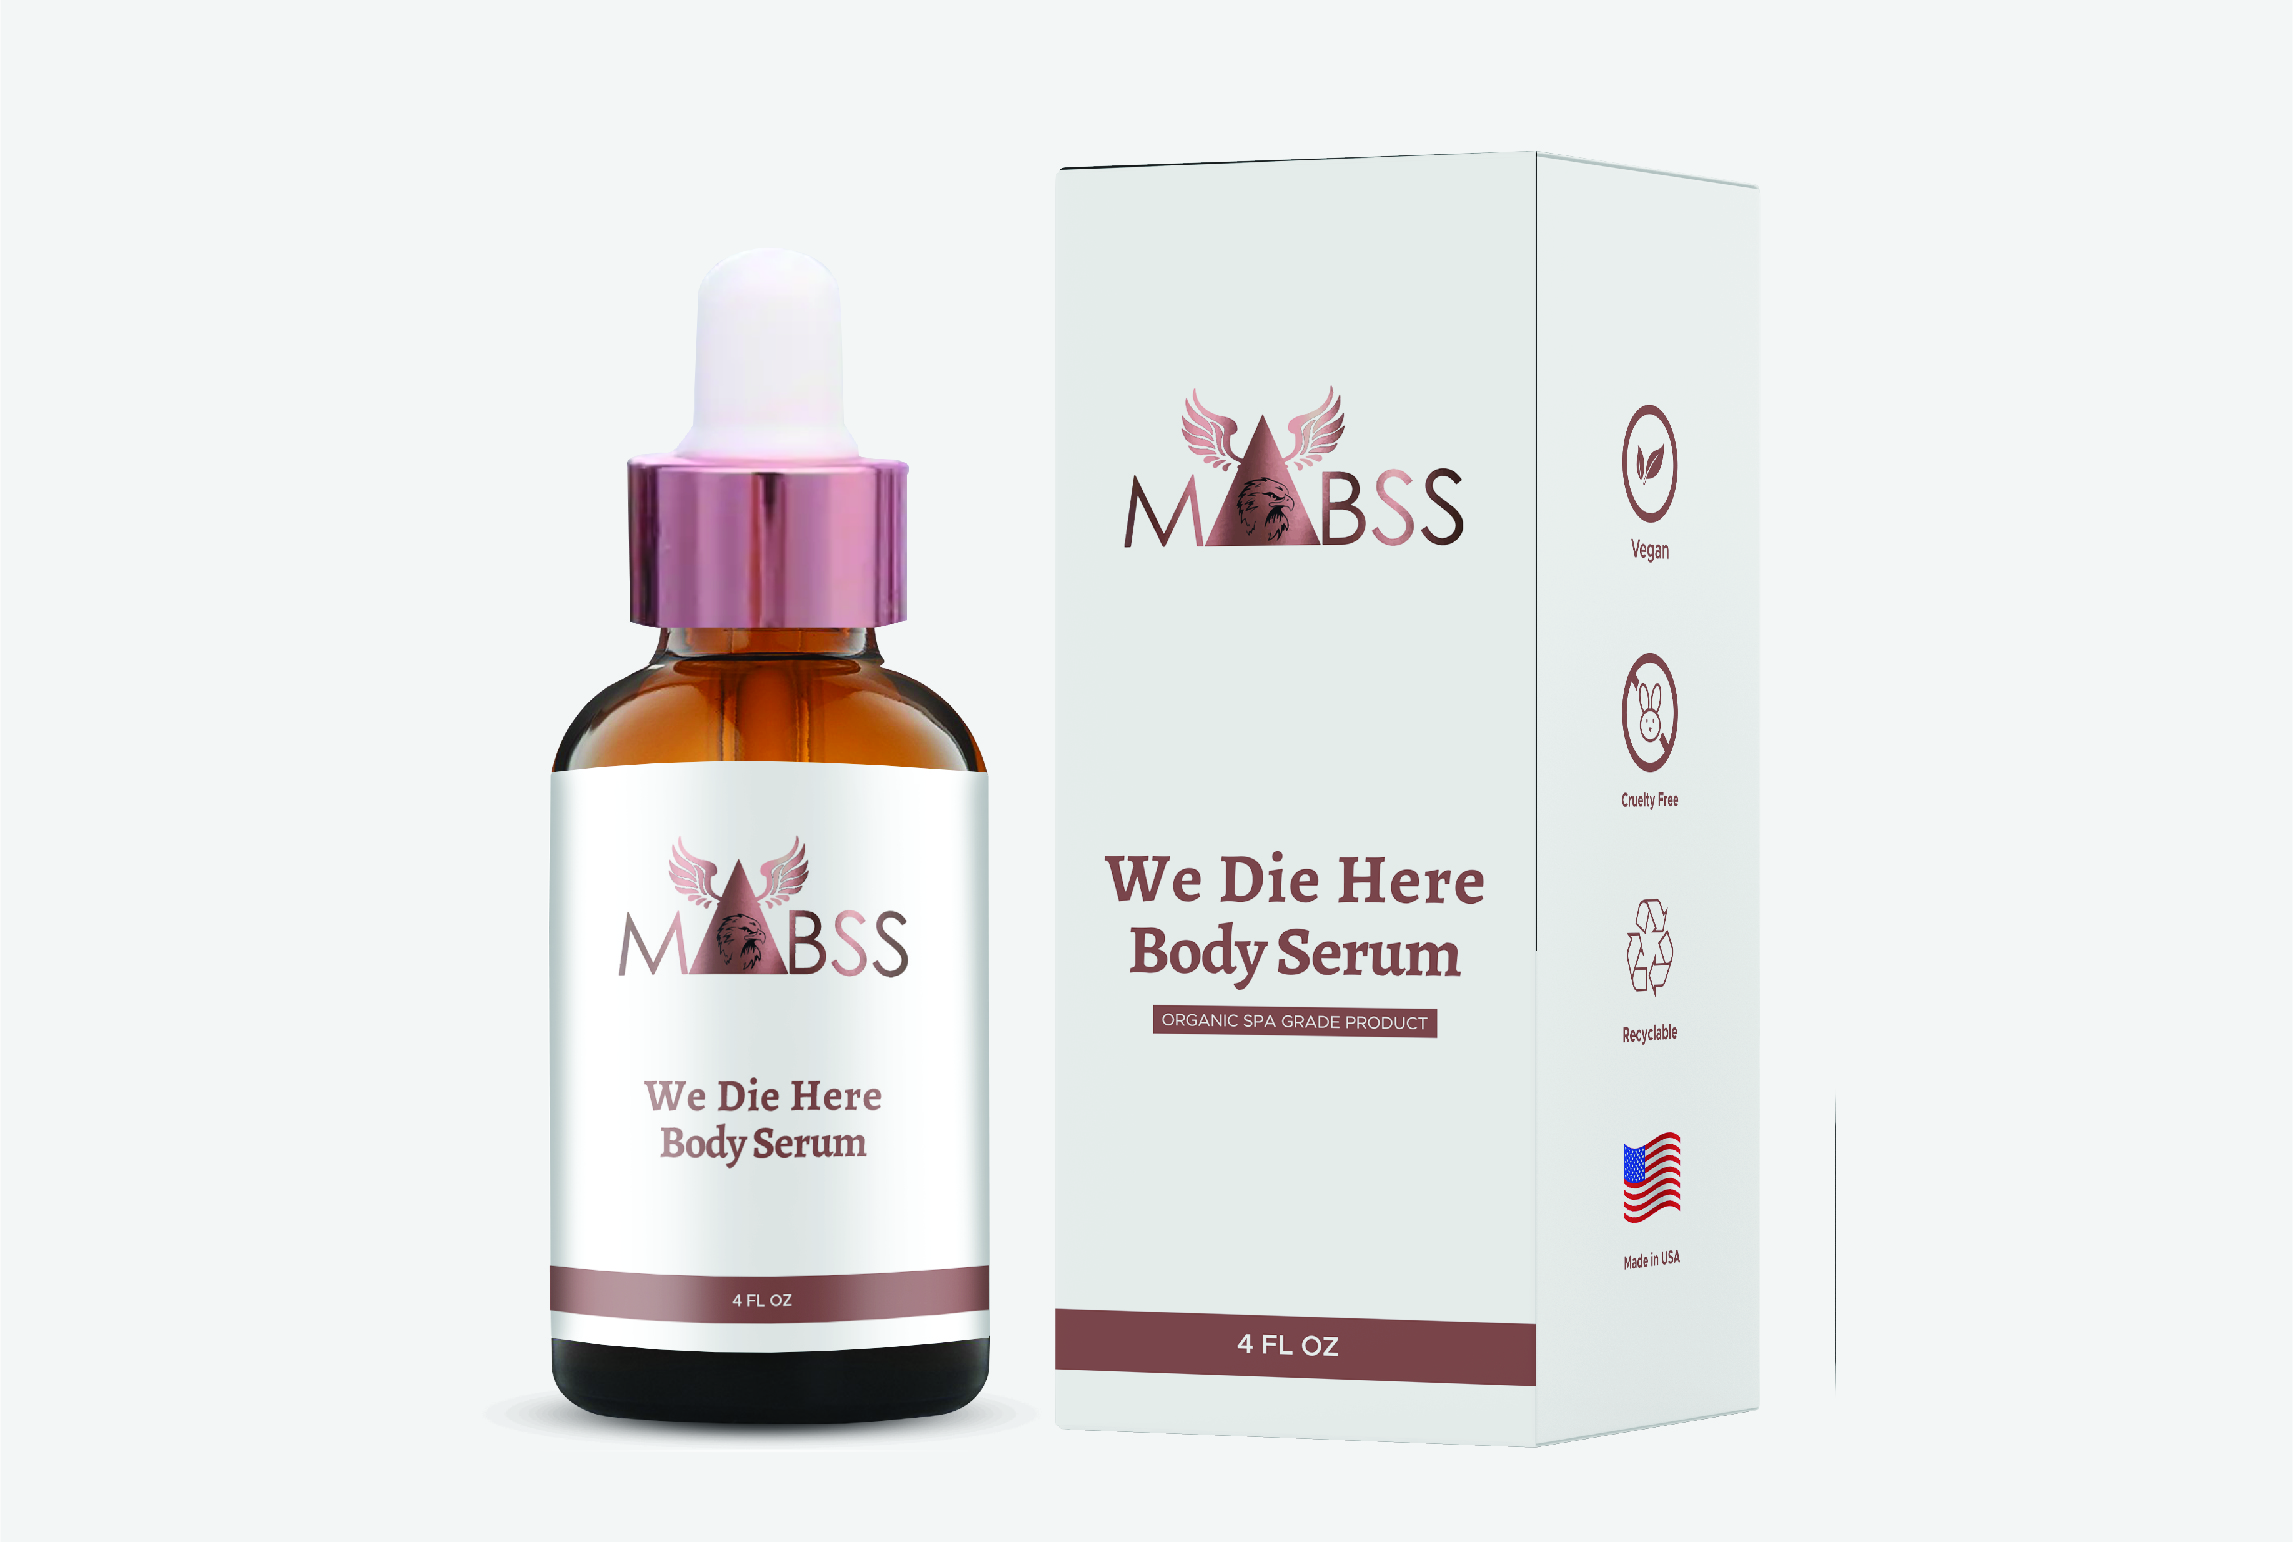 MABSS
We Die Here
Body Serum
4 FL OZ
MABSS
We Die Here
Body Serum
ORGANIC SPA GRADE PRODUCT
4 FL OZ
Vegan
Cruelty Free
Recyclable
Made in USA